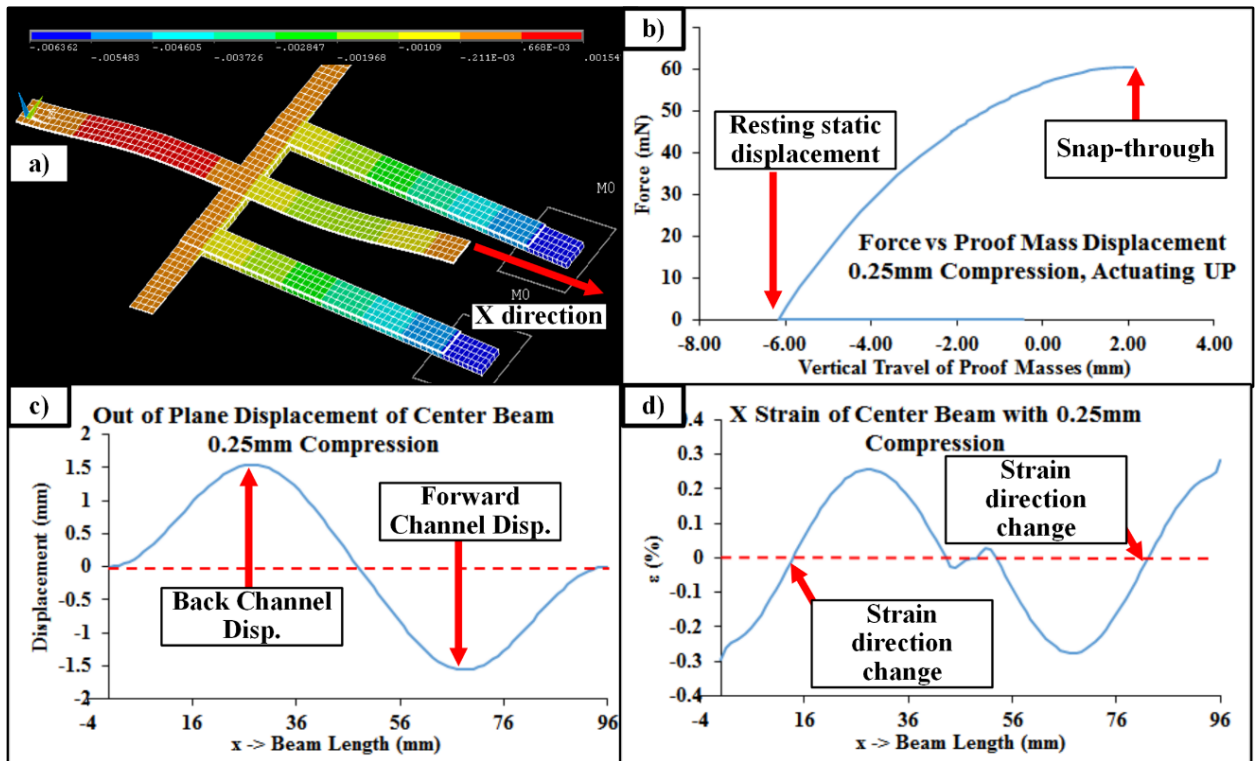 a)
-.006362
-.005483
-.004605
-.003726
-.002847
-.001968
-.00109
-.211E-03
.668E-03
.00154
M0
M0
X direction
b)
Force (mN)
70
60
50
40
30
20
10
0
Resting static
displacement
Snap-through
Force vs Proof Mass Displacement
0.25mm Compression, Actuating UP
-8.00 -6.00 -4.00 -2.00 0.00 2.00 4.00
Vertical Travel of Proof Masses (mm)
c)
Out of Plane Displacement of Center Beam
0.25mm Compression
Displacement (mm)
2
1.5
1
0.5
0
-0.5
-1
-1.5
-2
Forward
Channel Disp.
Back Channel
Disp.
-4 16 36 56 76 96
x -> Beam Length (mm)
d)
X Strain of Center Beam with 0.25mm
Compression
ε (%)
0.4
0.3
0.2
0.1
0
-0.1
-0.2
-0.3
-0.4
Strain
direction
change
Strain
direction
change
-4 16 36 56 76 96
x -> Beam Length (mm)